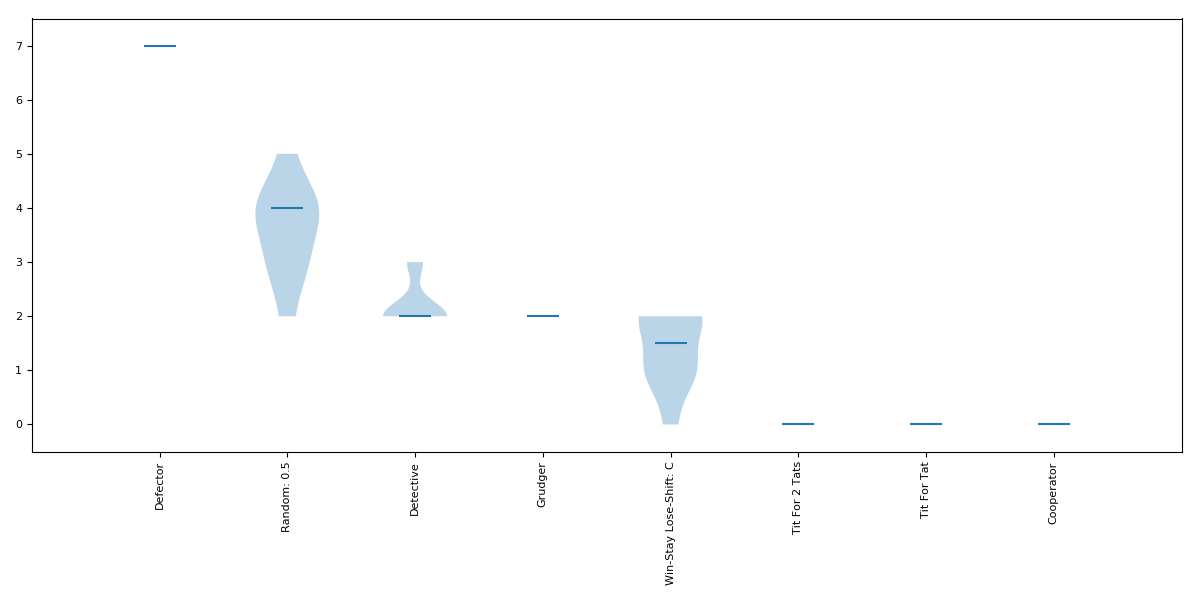 7
6
5
4
3
2
1
0
Defector
Random: 0.5
Detective
Grudger
Win-Stay Lose-Shift: C
Tit For 2 Tats
Tit For Tat
Cooperator